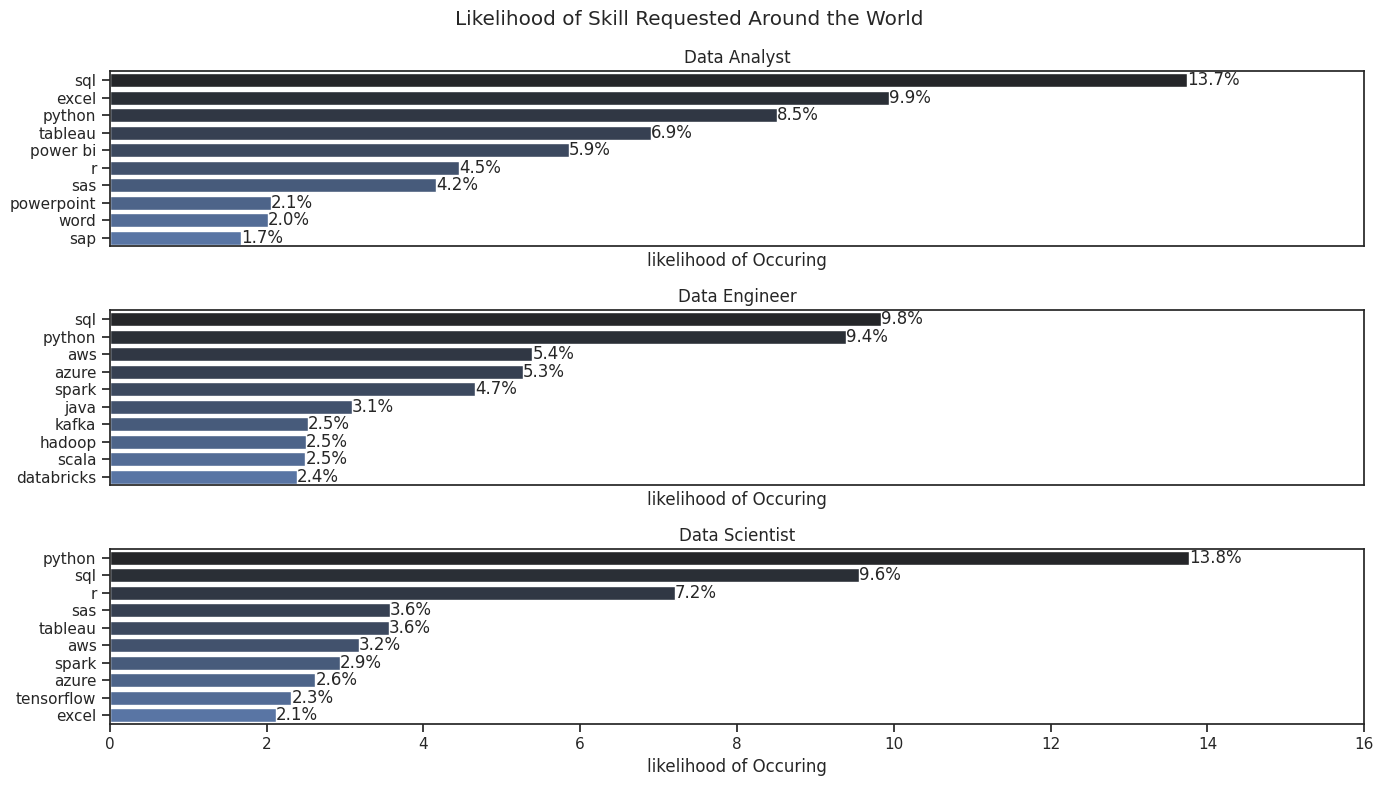 Likelihood of Skill Requested Around the World
Data Analyst
sql 13.7%
excel 9.9%
python 8.5%
tableau 6.9%
power bi 5.9%
r 4.5%
sas 4.2%
powerpoint 2.1%
word 2.0%
sap 1.7%
likelihood of Occuring
Data Engineer
sql 9.8%
python 9.4%
aws 5.4%
azure 5.3%
spark 4.7%
java 3.1%
kafka 2.5%
hadoop 2.5%
scala 2.5%
databricks 2.4%
likelihood of Occuring
Data Scientist
python 13.8%
sql 9.6%
r 7.2%
sas 3.6%
tableau 3.6%
aws 3.2%
spark 2.9%
azure 2.6%
tensorflow 2.3%
excel 2.1%
0 2 4 6 8 10 12 14 16
likelihood of Occuring